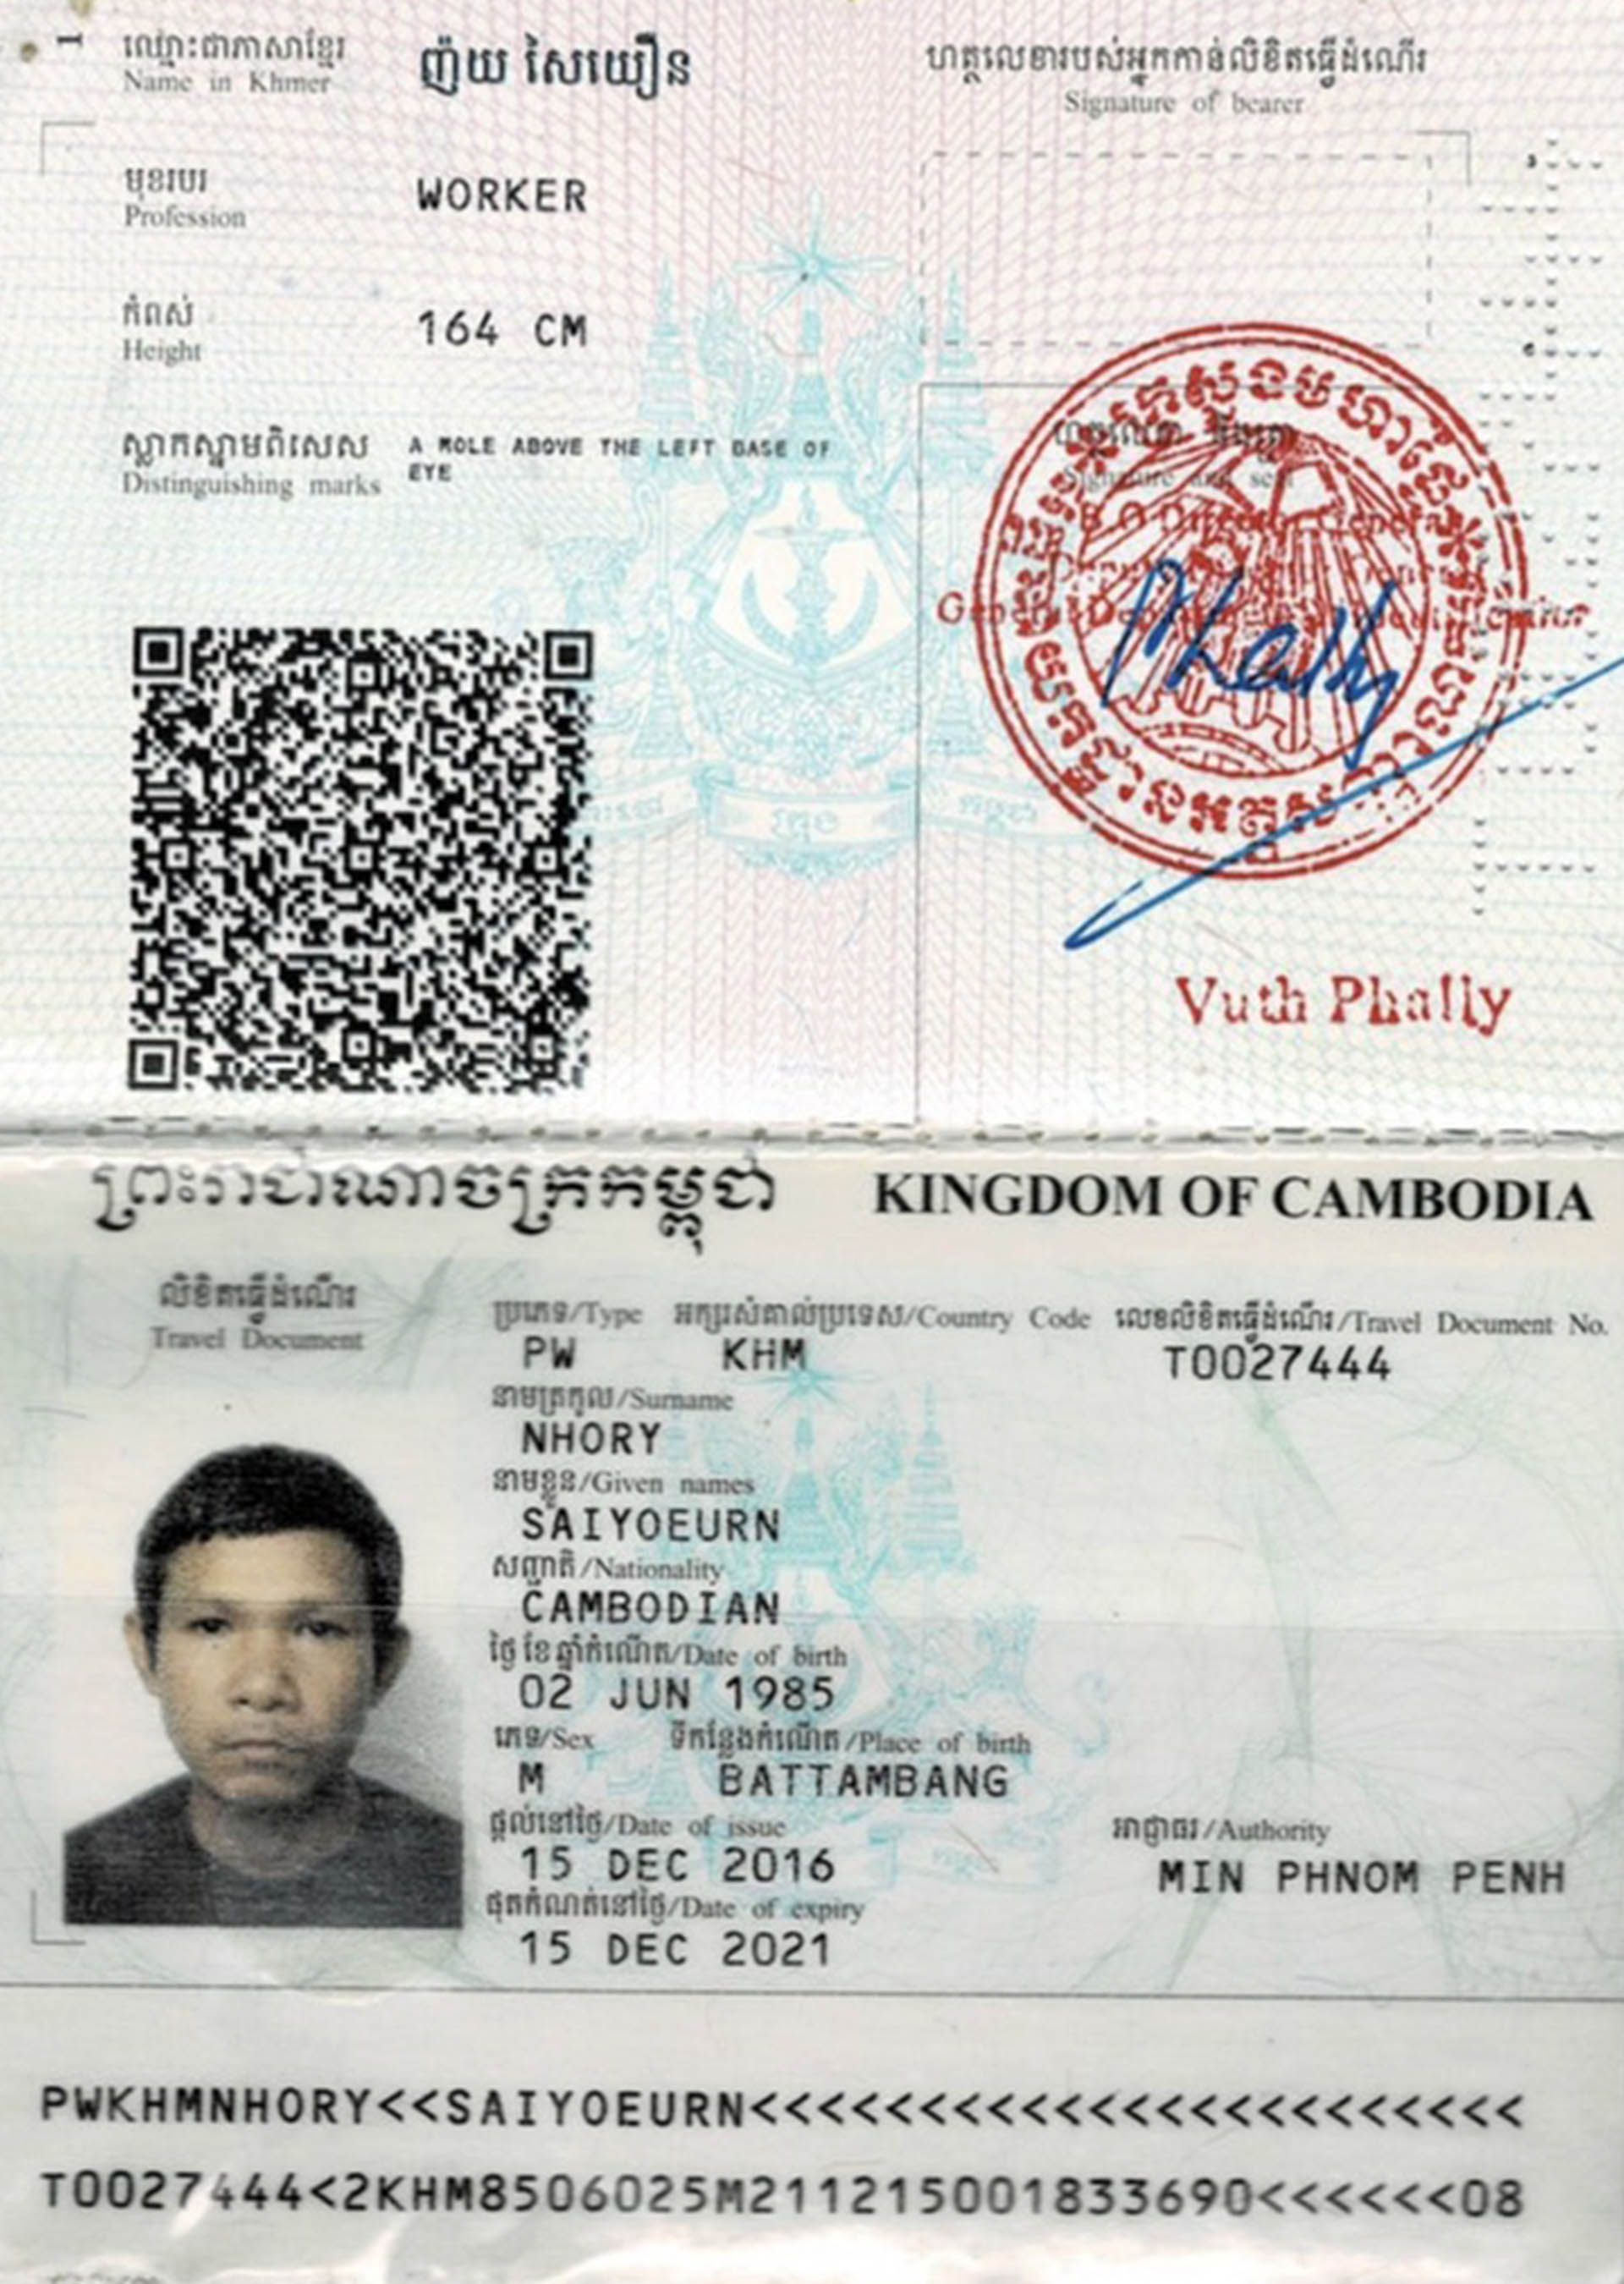 1
ឈ្មោះជាភាសាខ្មែរ
Name in Khmer
ញ៉យ សៃយឿន
ហត្ថលេខារបស់អ្នកកាន់លិខិតធ្វើដំណើរ
Signature of bearer
មុខរបរ
Profession
WORKER
កំពស់
Height
164 CM
ស្លាកស្នាមពិសេស
Distinguishing marks
A MOLE ABOVE THE LEFT BASE OF
EYE
Signature and seal
Vuth Phally
ព្រះរាជាណាចក្រកម្ពុជា
KINGDOM OF CAMBODIA
លិខិតធ្វើដំណើរ
Travel Document
ប្រភេទ/Type អក្សរសំគាល់ប្រទេស/Country Code លេខលិខិតធ្វើដំណើរ/Travel Document No.
PW KHM T0027444
នាមត្រកូល/Surname
NHORY
នាមខ្លួន/Given names
SAIYOEURN
សញ្ជាតិ/Nationality
CAMBODIAN
ថ្ងៃ ខែ ឆ្នាំកំណើត/Date of birth
02 JUN 1985
ភេទ/Sex ទីកន្លែងកំណើត/Place of birth
M BATTAMBANG
ផ្តល់នៅថ្ងៃ/Date of issue
អាជ្ញាធរ/Authority
15 DEC 2016
MIN PHNOM PENH
ផុតកំណត់នៅថ្ងៃ/Date of expiry
15 DEC 2021
PWKHMNHORY<<SAIYOEURN<<<<<<<<<<<<<<<<<<<<<<<
T0027444<2KHM8506025M211215001833690<<<<<<08